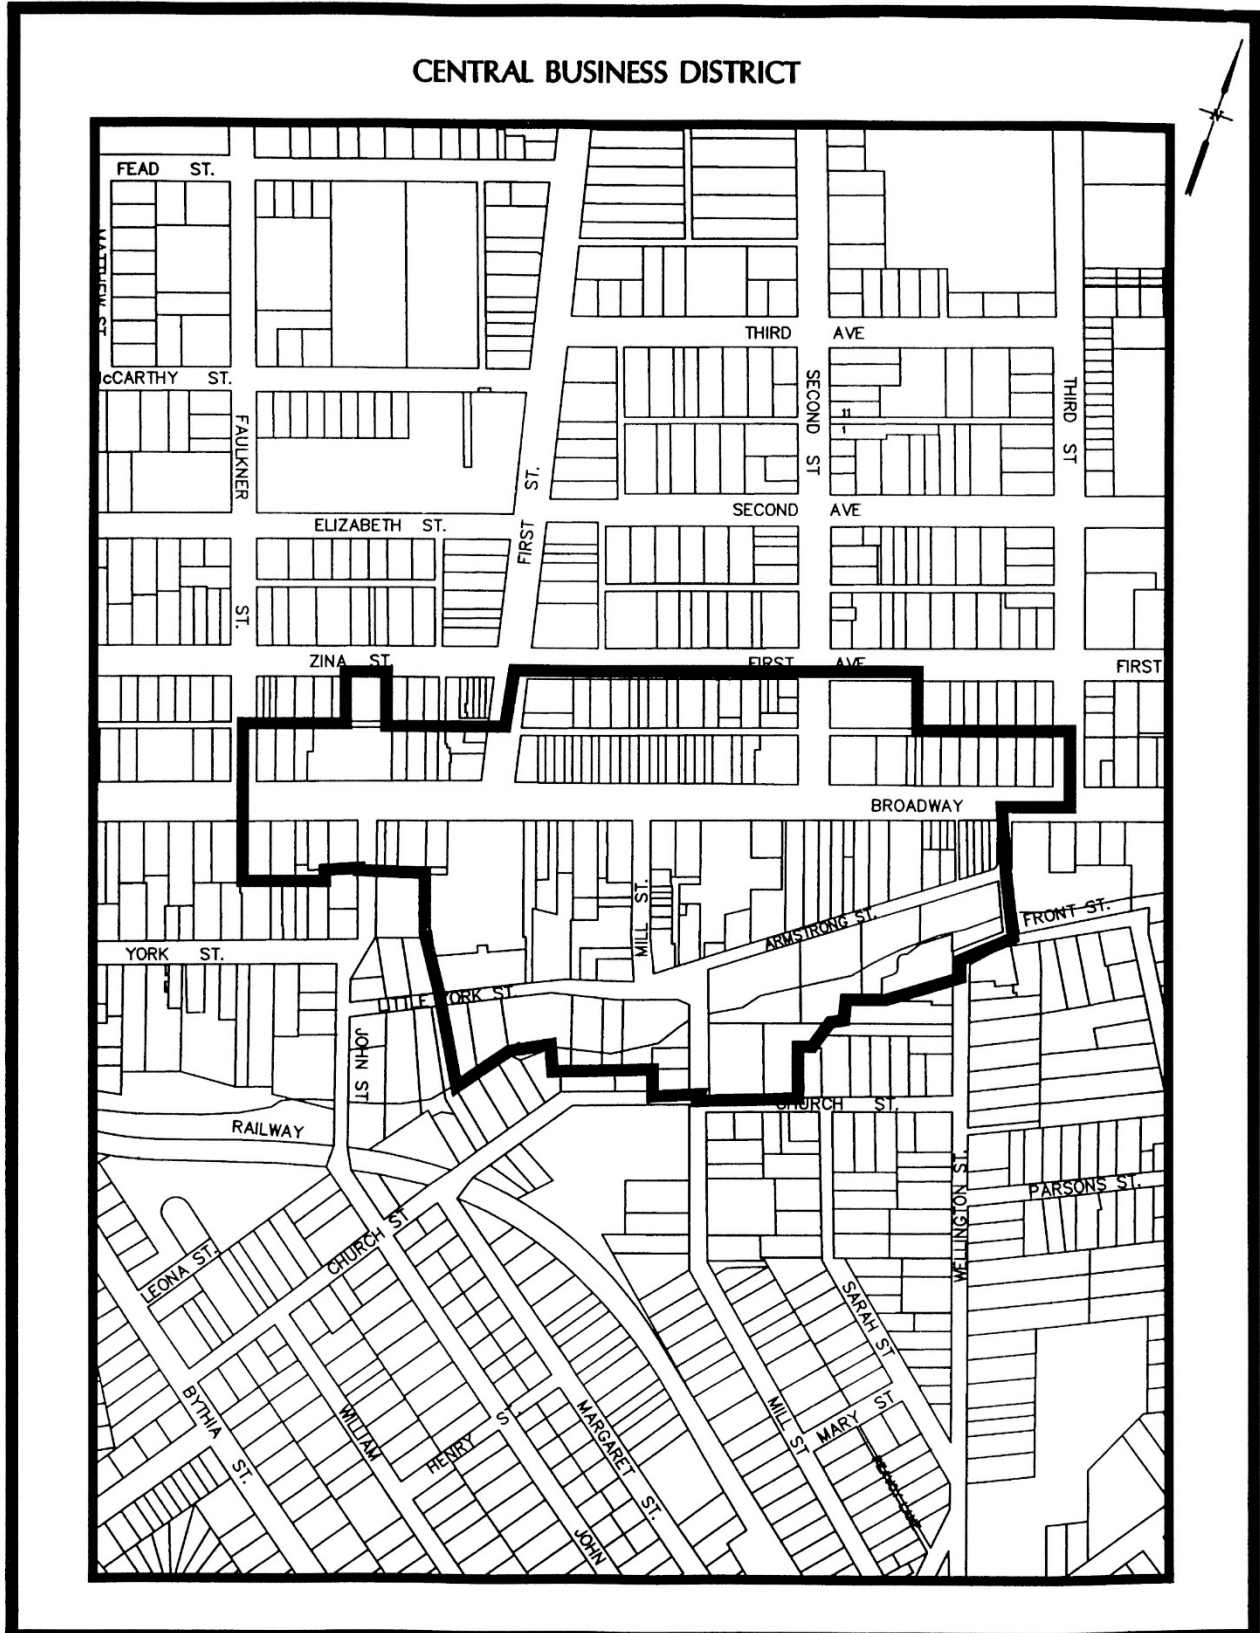 CENTRAL BUSINESS DISTRICT
N
FEAD ST.
MATTHEW ST
THIRD AVE
McCARTHY ST.
SECOND ST
THIRD ST
11
1
FAULKNER ST.
FIRST ST.
SECOND AVE
ELIZABETH ST.
ZINA ST
FIRST AVE
FIRST
BROADWAY
MILL ST.
ARMSTRONG ST.
FRONT ST.
YORK ST.
LITTLE YORK ST.
JOHN ST
CHURCH ST.
RAILWAY
WELLINGTON ST.
PARSONS ST.
LEONA ST.
CHURCH ST
SARAH ST
BYTHIA ST.
WILLIAM
HENRY S.
MARGARET ST.
MILL ST
MARY ST
JOHN